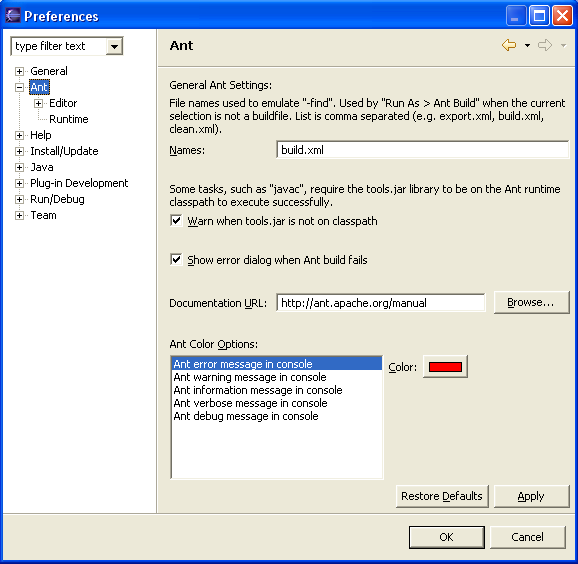 Preferences
type filter text
General
Ant
Editor
Runtime
Help
Install/Update
Java
Plug-in Development
Run/Debug
Team
Ant
General Ant Settings:
File names used to emulate "-find". Used by "Run As > Ant Build" when the current
selection is not a buildfile. List is comma separated (e.g. export.xml, build.xml,
clean.xml).
Names: build.xml
Some tasks, such as "javac", require the tools.jar library to be on the Ant runtime
classpath to execute successfully.
Warn when tools.jar is not on classpath
Show error dialog when Ant build fails
Documentation URL: http://ant.apache.org/manual Browse...
Ant Color Options:
Ant error message in console
Ant warning message in console
Ant information message in console
Ant verbose message in console
Ant debug message in console
Color:
Restore Defaults Apply
OK Cancel